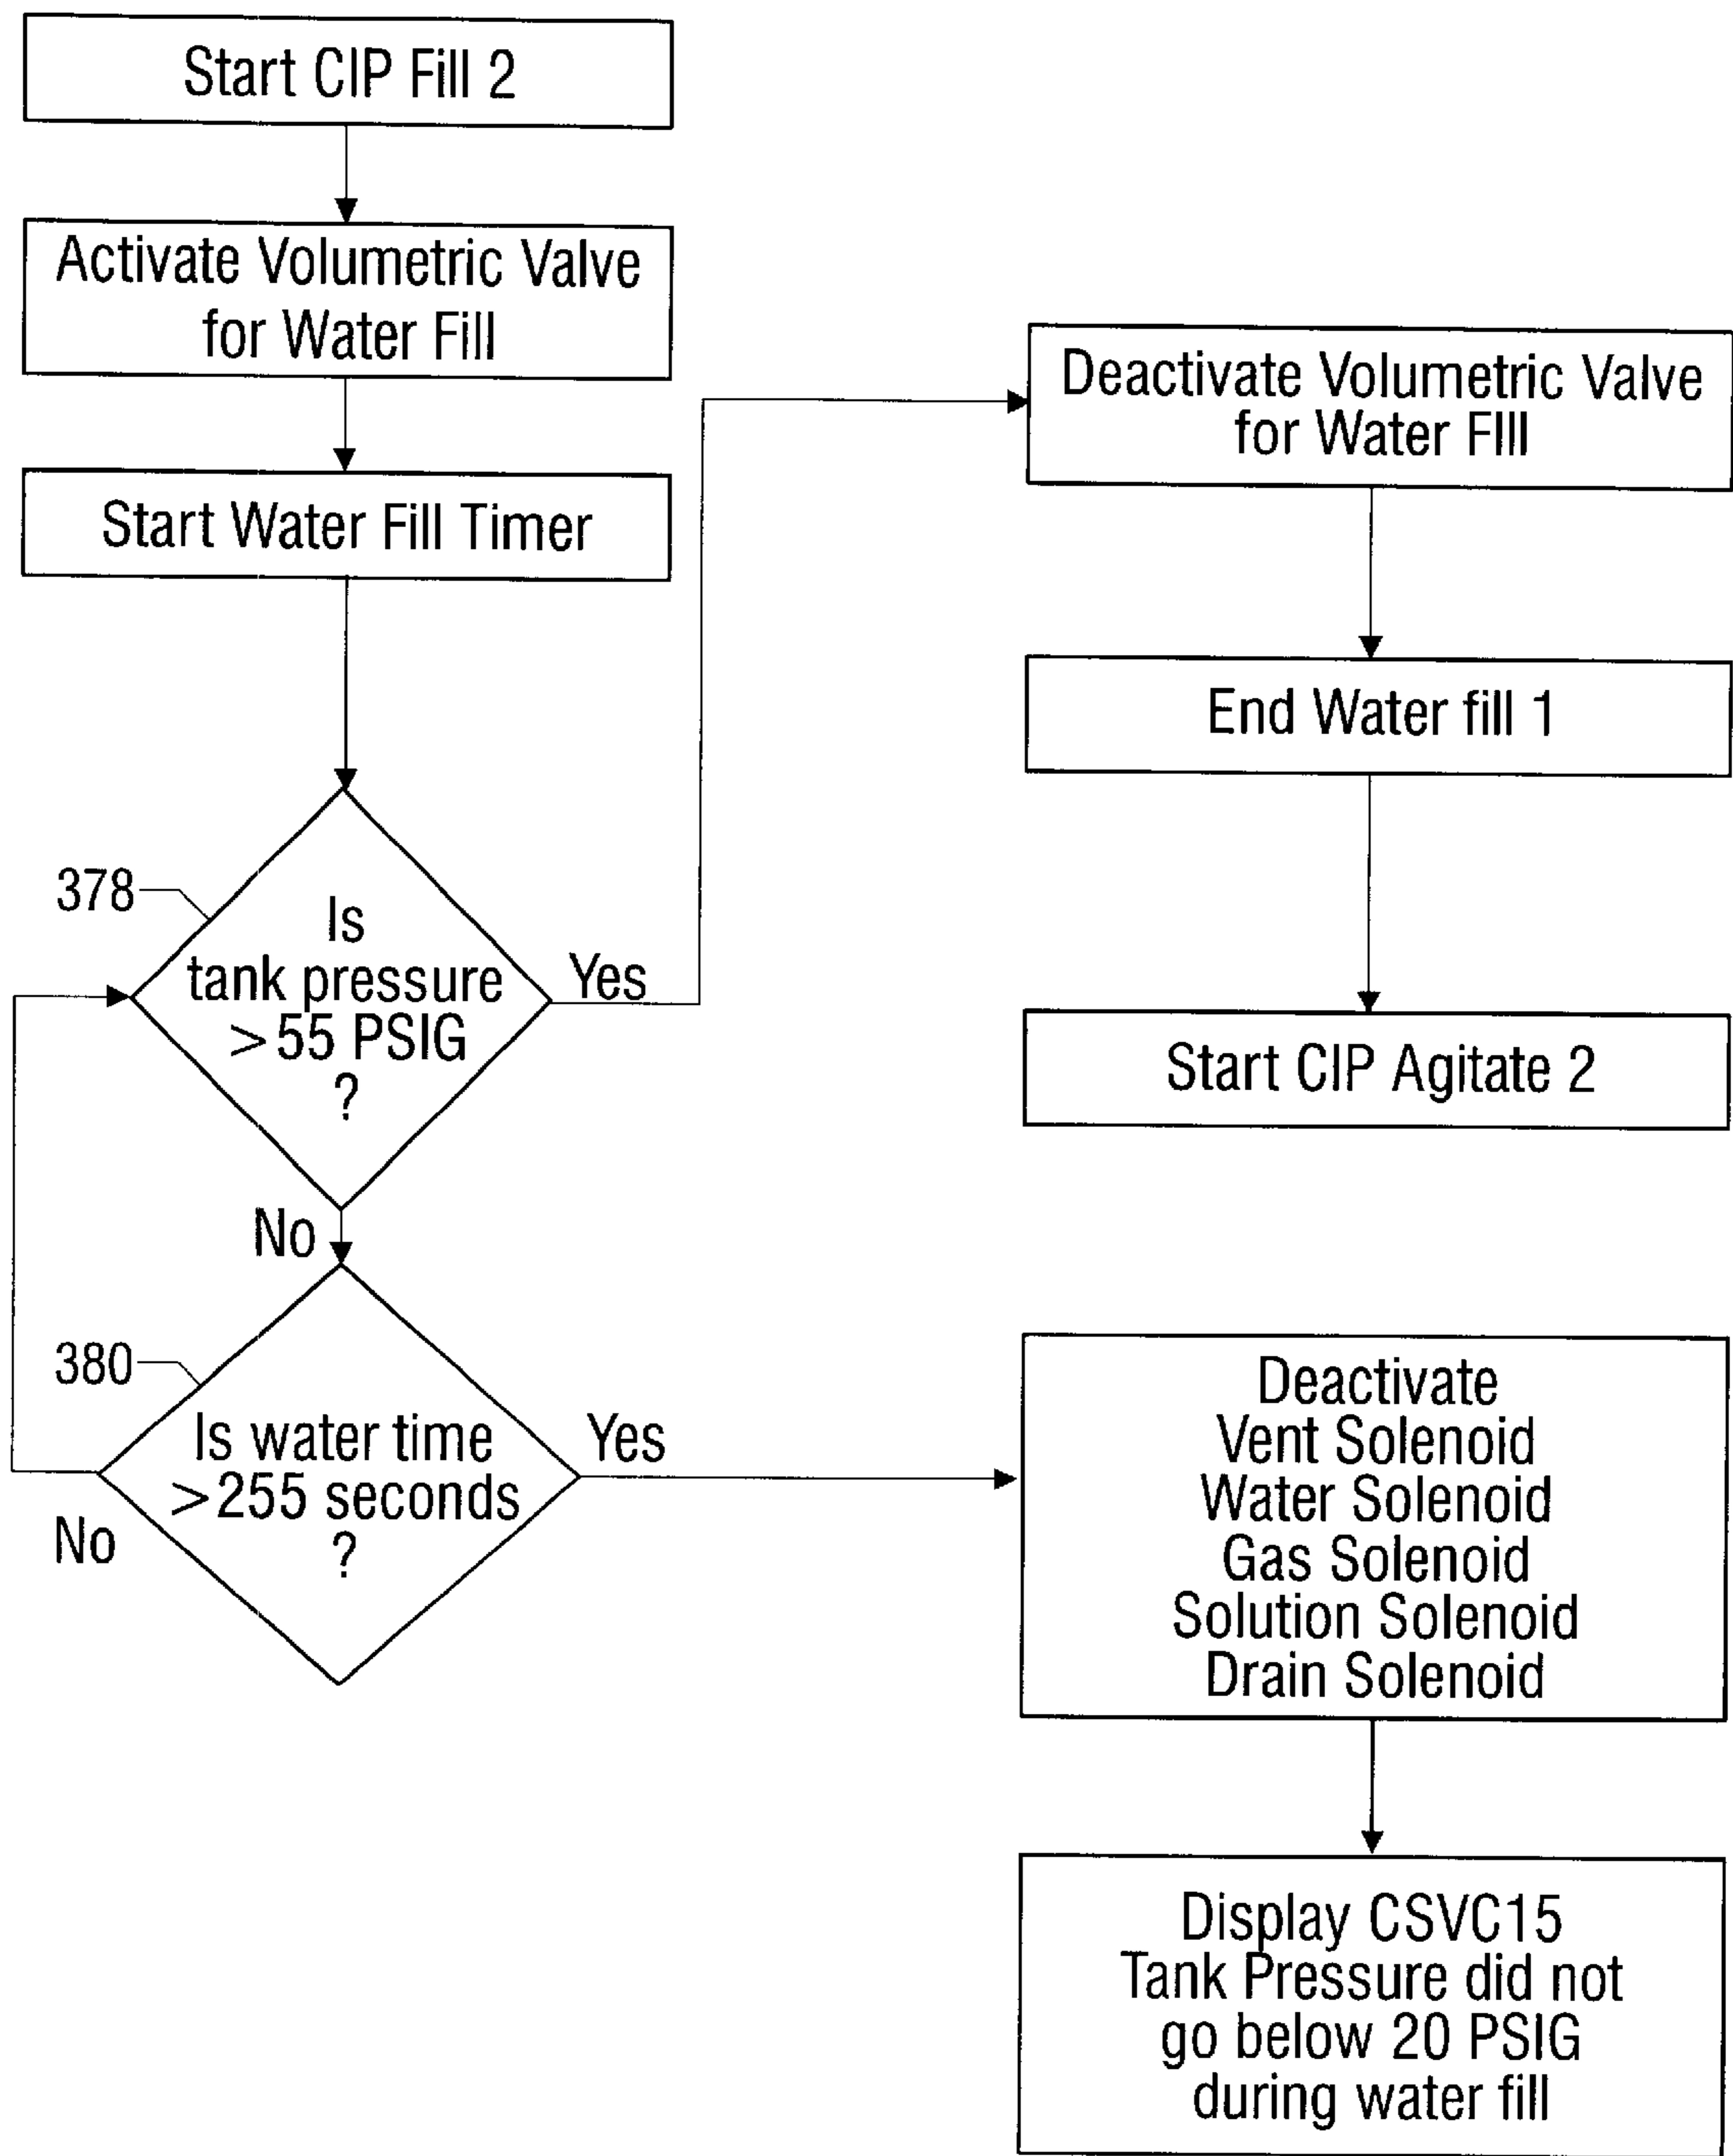 Start CIP Fill 2
Activate Volumetric Valve
for Water Fill
Start Water Fill Timer
378
Is
tank pressure
>55 PSIG
?
Yes
No
380
Is water time
>255 seconds
?
Yes
No
Deactivate Volumetric Valve
for Water FIll
End Water fill 1
Start CIP Agitate 2
Deactivate
Vent Solenoid
Water Solenoid
Gas Solenoid
Solution Solenoid
Drain Solenoid
Display CSVC15
Tank Pressure did not
go below 20 PSIG
during water fill